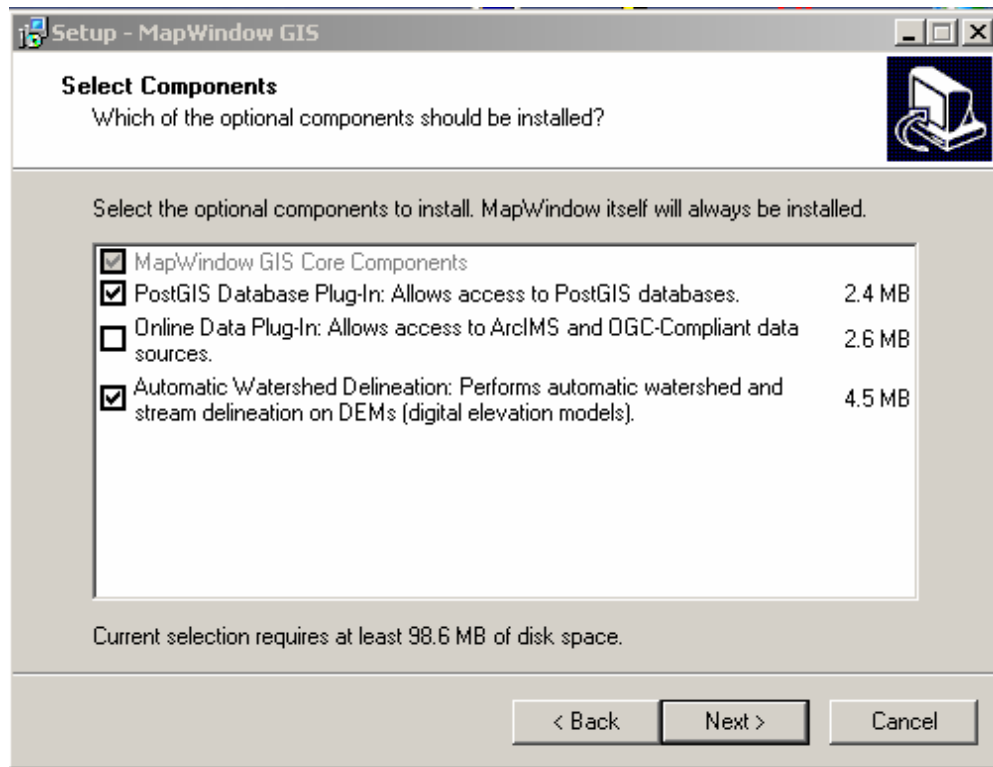 Setup - MapWindow GIS
Select Components
Which of the optional components should be installed?
Select the optional components to install. MapWindow itself will always be installed.
MapWindow GIS Core Components
PostGIS Database Plug-In: Allows access to PostGIS databases. 2.4 MB
Online Data Plug-In: Allows access to ArcIMS and OGC-Compliant data
sources. 2.6 MB
Automatic Watershed Delineation: Performs automatic watershed and
stream delineation on DEMs (digital elevation models). 4.5 MB
Current selection requires at least 98.6 MB of disk space.
< Back Next > Cancel